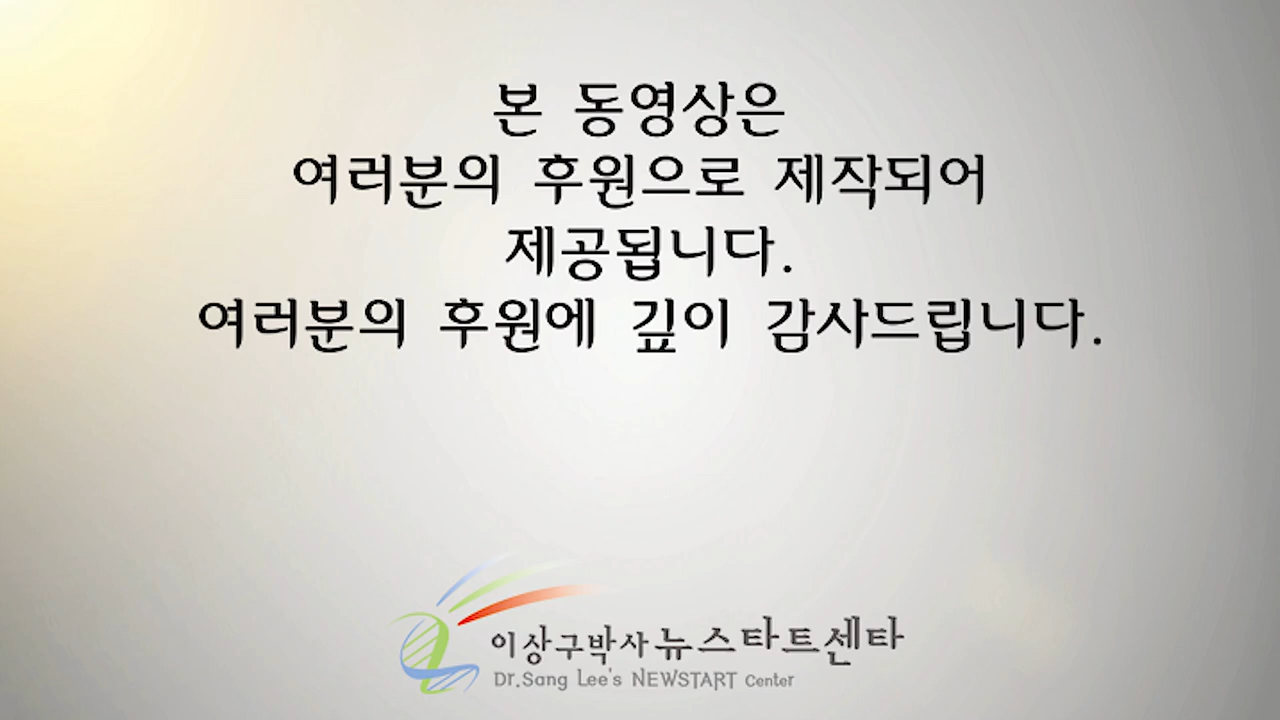 본 동영상은
여러분의 후원으로 제작되어
제공됩니다.
여러분의 후원에 깊이 감사드립니다.
이상구박사 뉴스타트센타
Dr.Sang Lee's NEWSTART Center